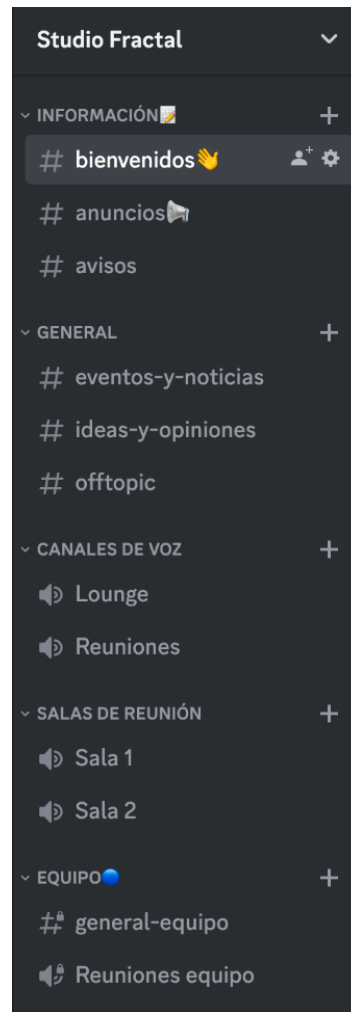 Studio Fractal
INFORMACIÓN📝
bienvenidos👋
anuncios📢
avisos
GENERAL
eventos-y-noticias
ideas-y-opiniones
offtopic
CANALES DE VOZ
Lounge
Reuniones
SALAS DE REUNIÓN
Sala 1
Sala 2
EQUIPO🔵
general-equipo
Reuniones equipo